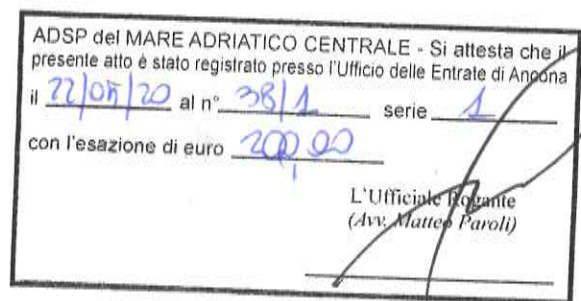 ADSP del MARE ADRIATICO CENTRALE - Si attesta che il
presente atto è stato registrato presso l'Ufficio delle Entrate di Ancona
il 22/05/20 al n° 38/1 serie 1
con l'esazione di euro 200,00
L'Ufficiale Rogante
(Avv. Matteo Paroli)